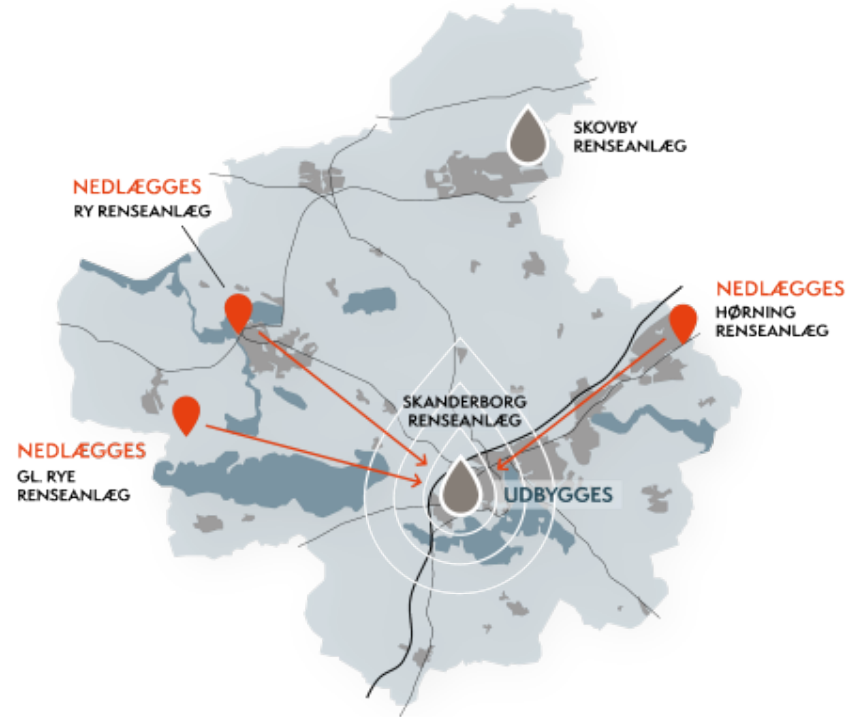 SKOVBY
RENSEANLÆG
NEDLÆGGES
RY RENSEANLÆG
NEDLÆGGES
HØRNING
RENSEANLÆG
SKANDERBORG
RENSEANLÆG
NEDLÆGGES
GL. RYE
RENSEANLÆG
UDBYGGES